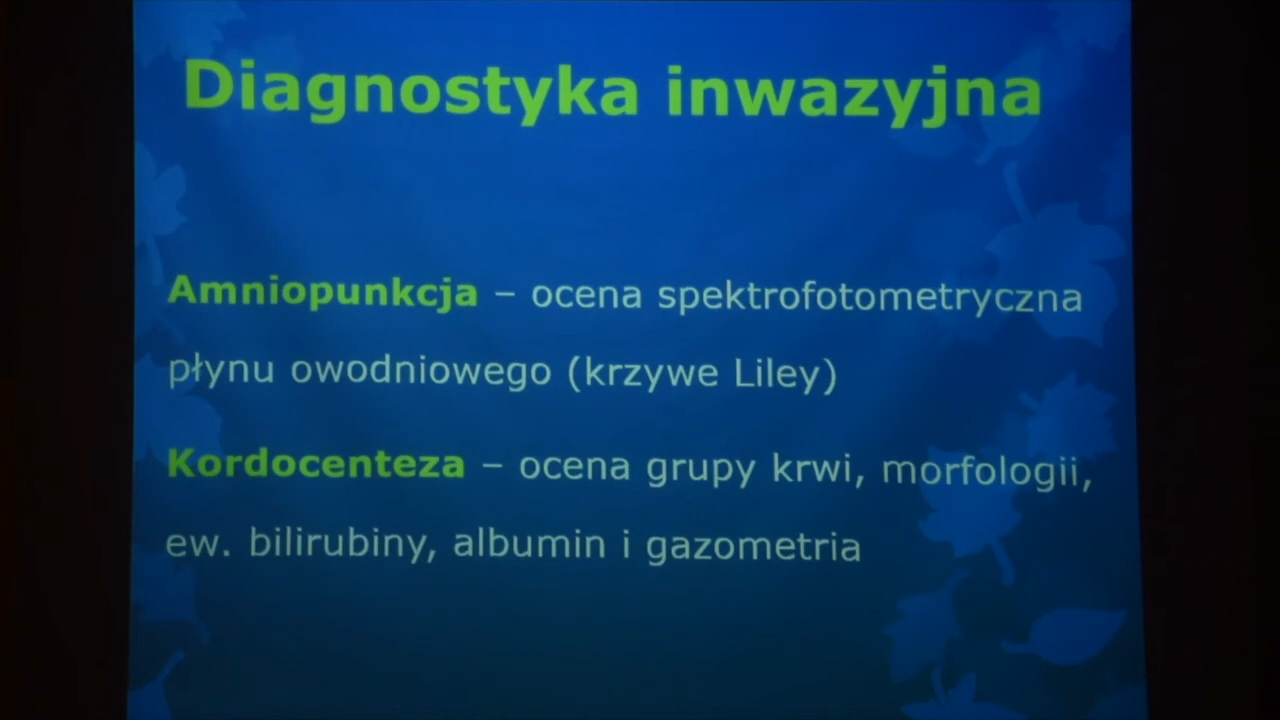 Diagnostyka inwazyjna
Amniopunkcja – ocena spektrofotometryczna
płynu owodniowego (krzywe Liley)
Kordocenteza – ocena grupy krwi, morfologii,
ew. bilirubiny, albumin i gazometria